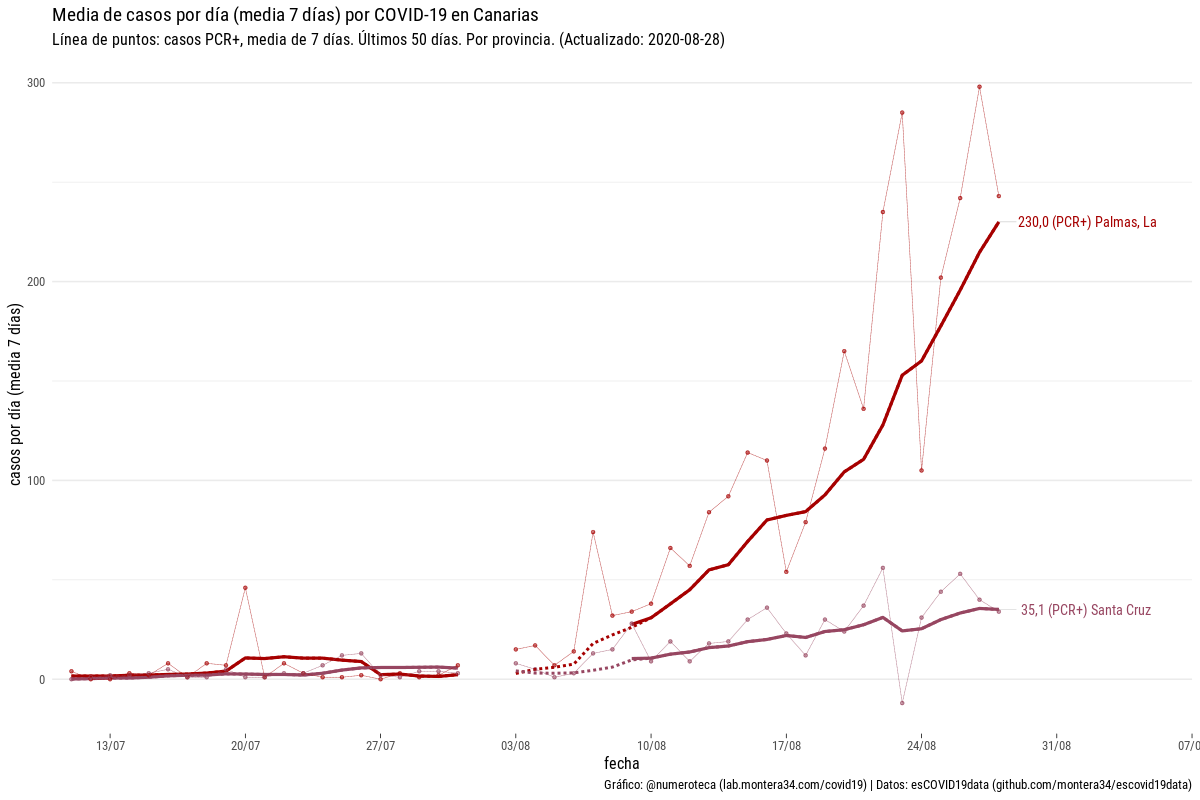 Media de casos por día (media 7 días) por COVID-19 en Canarias
Línea de puntos: casos PCR+, media de 7 días. Últimos 50 días. Por provincia. (Actualizado: 2020-08-28)
casos por día (media 7 días)
300
200
100
0
230,0 (PCR+) Palmas, La
35,1 (PCR+) Santa Cruz
13/07
20/07
27/07
03/08
10/08
17/08
24/08
31/08
07/0
fecha
Gráfico: @numeroteca (lab.montera34.com/covid19) | Datos: esCOVID19data (github.com/montera34/escovid19data)